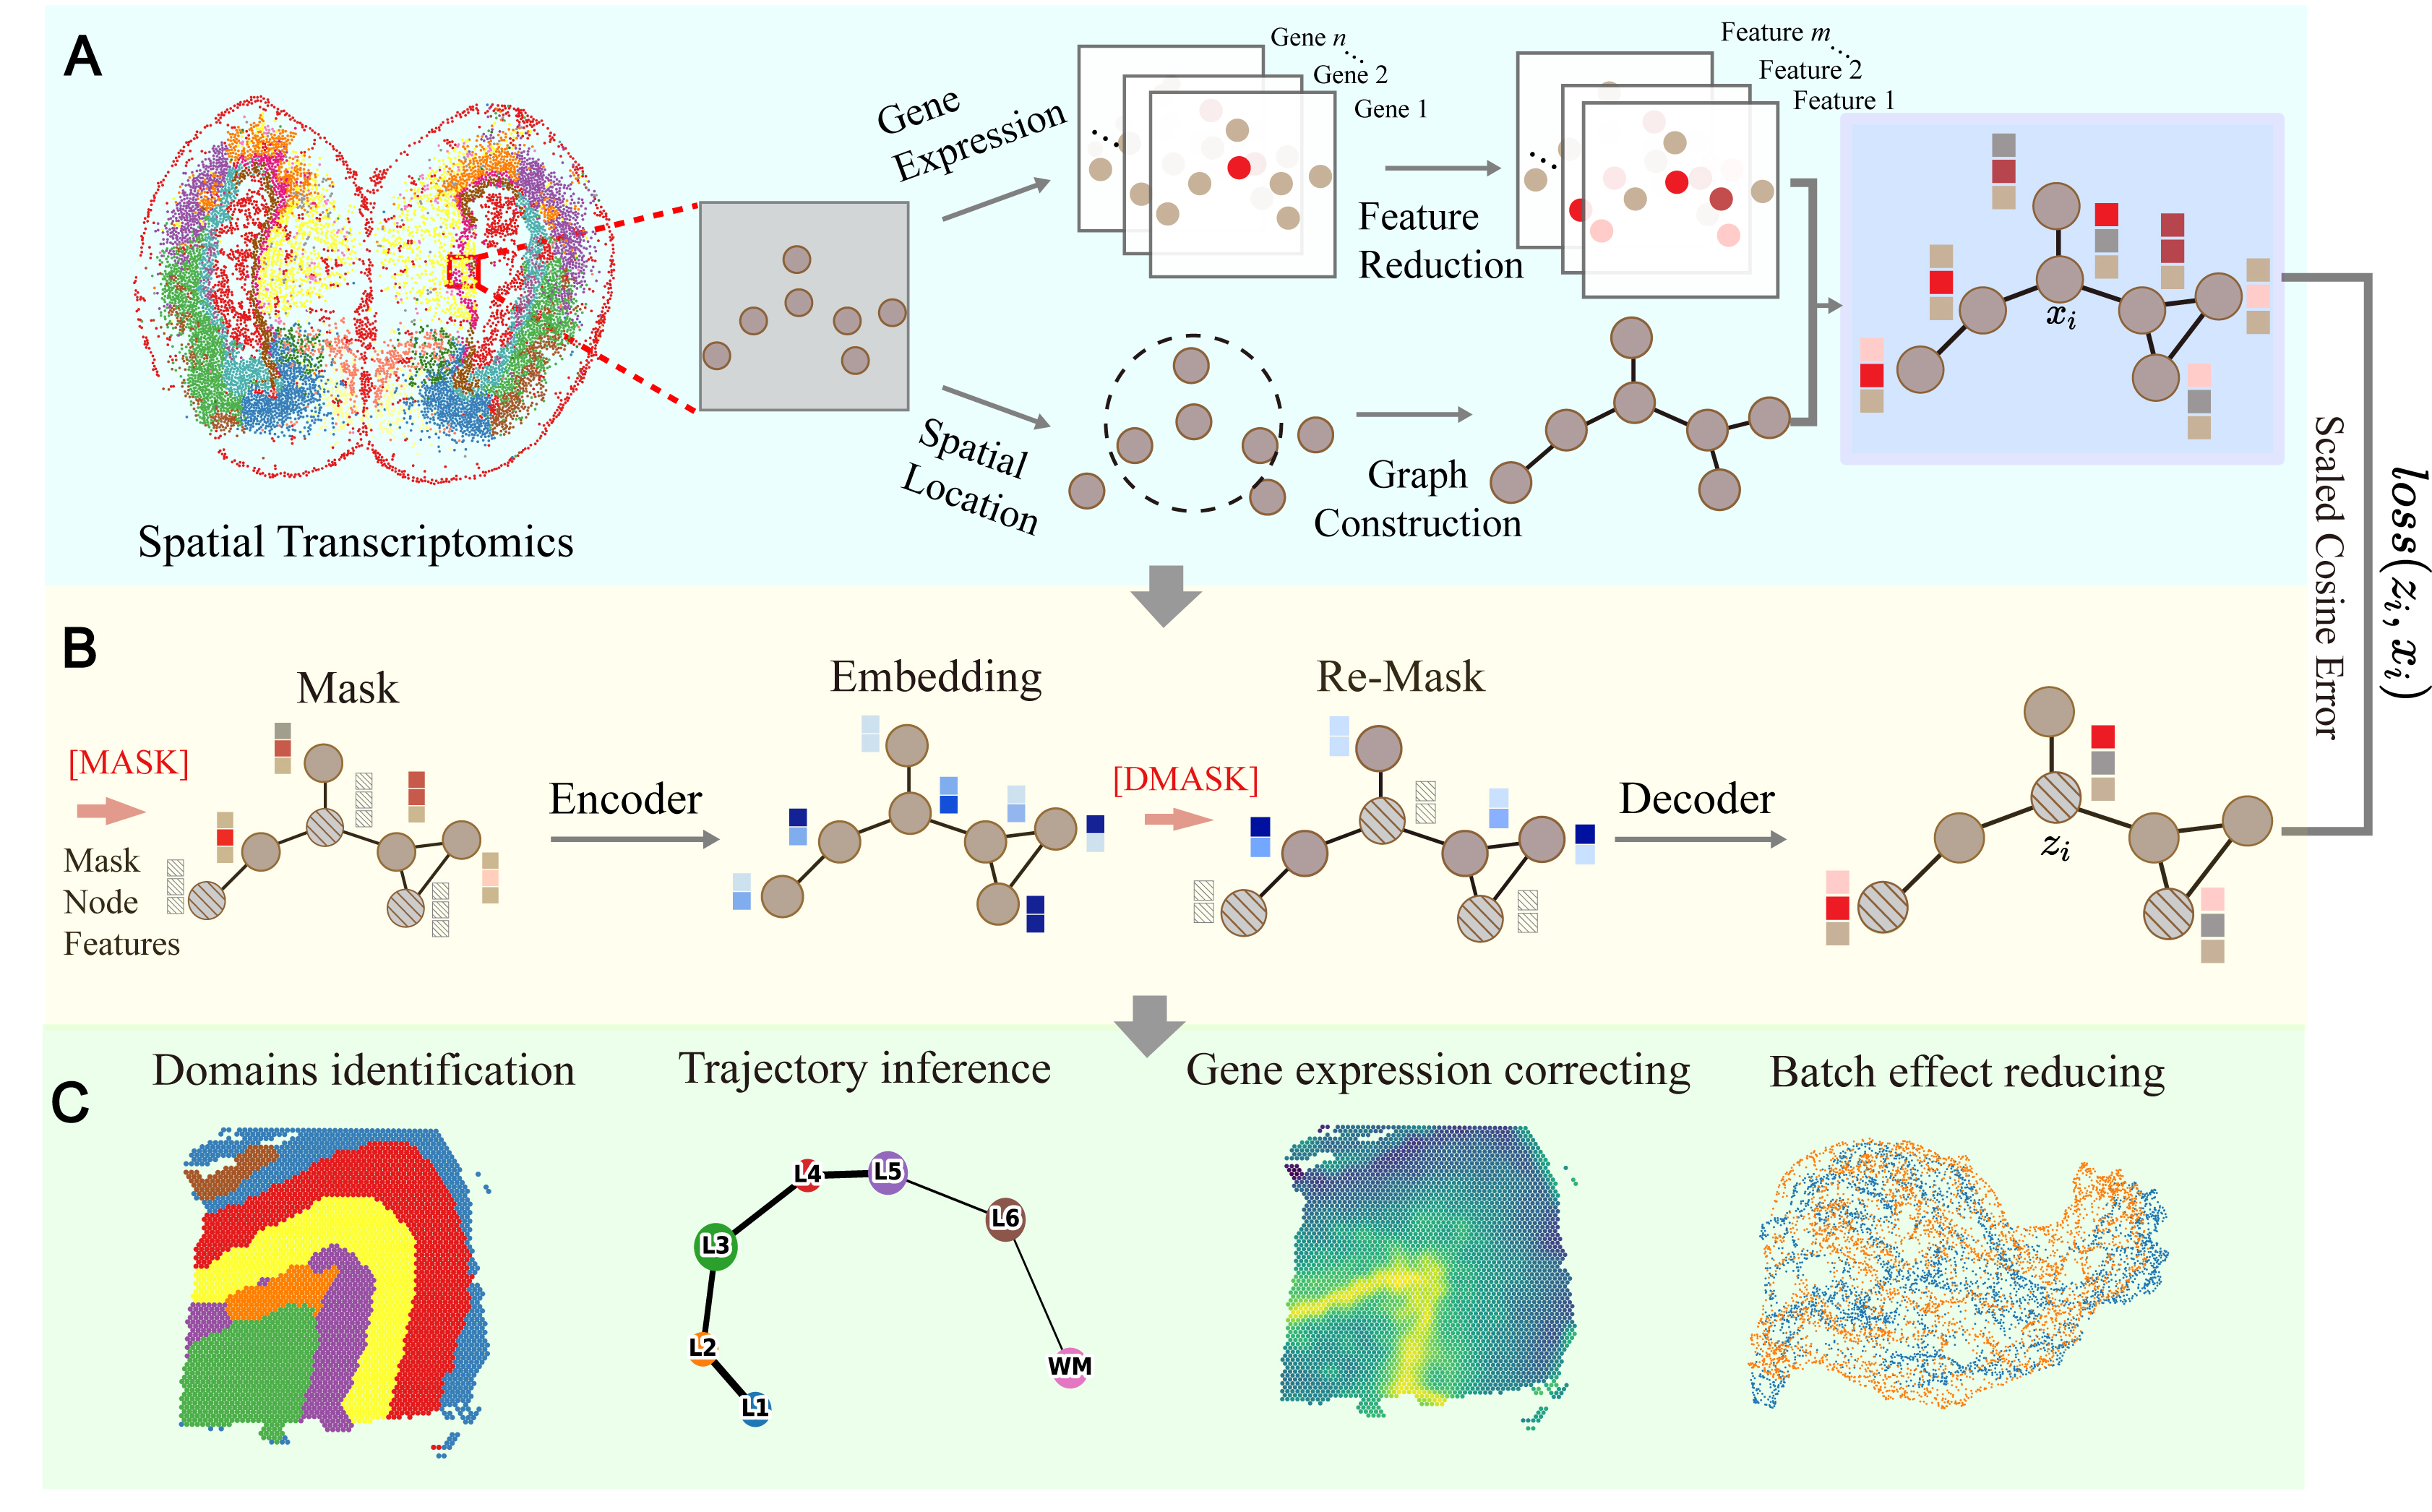 A
Gene
Expression
Gene n
Gene 2
Gene 1
Feature
Reduction
Feature m
Feature 2
Feature 1
x_i
Spatial
Location
Graph
Construction
Spatial Transcriptomics
Scaled Cosine Error
loss(z_i, x_i)
B
Mask
[MASK]
Mask
Node
Features
Encoder
Embedding
[DMASK]
Re-Mask
Decoder
z_i
C
Domains identification
Trajectory inference
L4
L5
L6
L3
L2
L1
WM
Gene expression correcting
Batch effect reducing